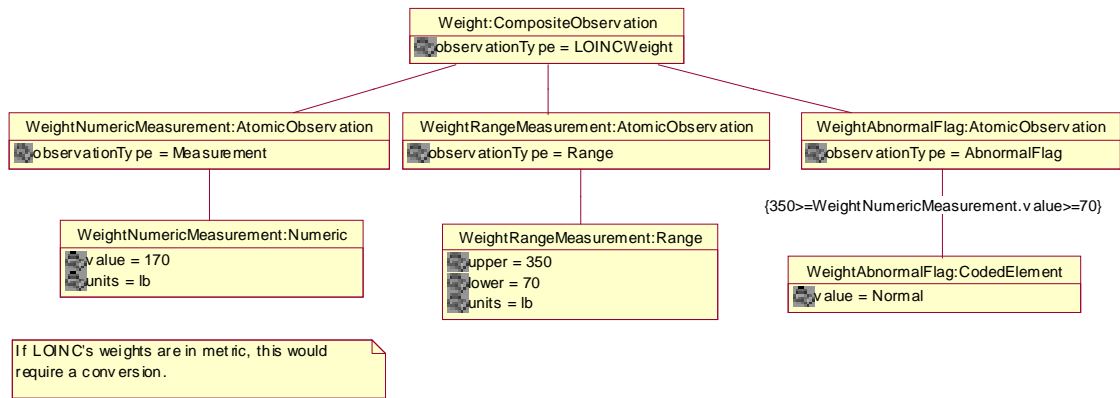 Weight:CompositeObservation
observationType = LOINCWeight
WeightNumericMeasurement:AtomicObservation
observationType = Measurement
WeightRangeMeasurement:AtomicObservation
observationType = Range
WeightAbnormalFlag:AtomicObservation
observationType = AbnormalFlag
{350>=WeightNumericMeasurement.value>=70}
WeightNumericMeasurement:Numeric
value = 170
units = lb
WeightRangeMeasurement:Range
upper = 350
lower = 70
units = lb
WeightAbnormalFlag:CodedElement
value = Normal
If LOINC's weights are in metric, this would
require a conversion.